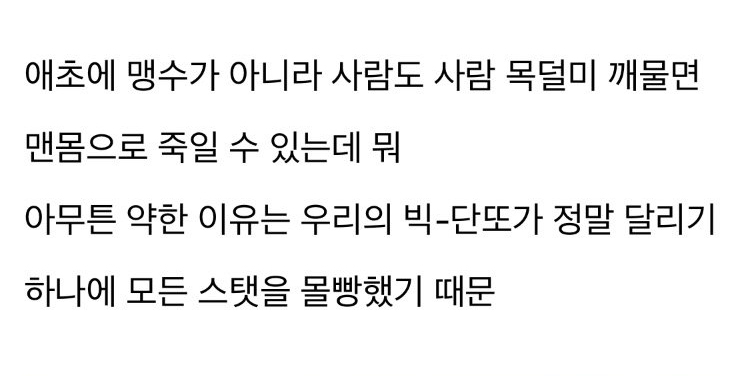 애초에 맹수가 아니라 사람도 사람 목덜미 깨물면
맨몸으로 죽일 수 있는데 뭐
아무튼 약한 이유는 우리의 빅-단또가 정말 달리기
하나에 모든 스탯을 몰빵했기 때문